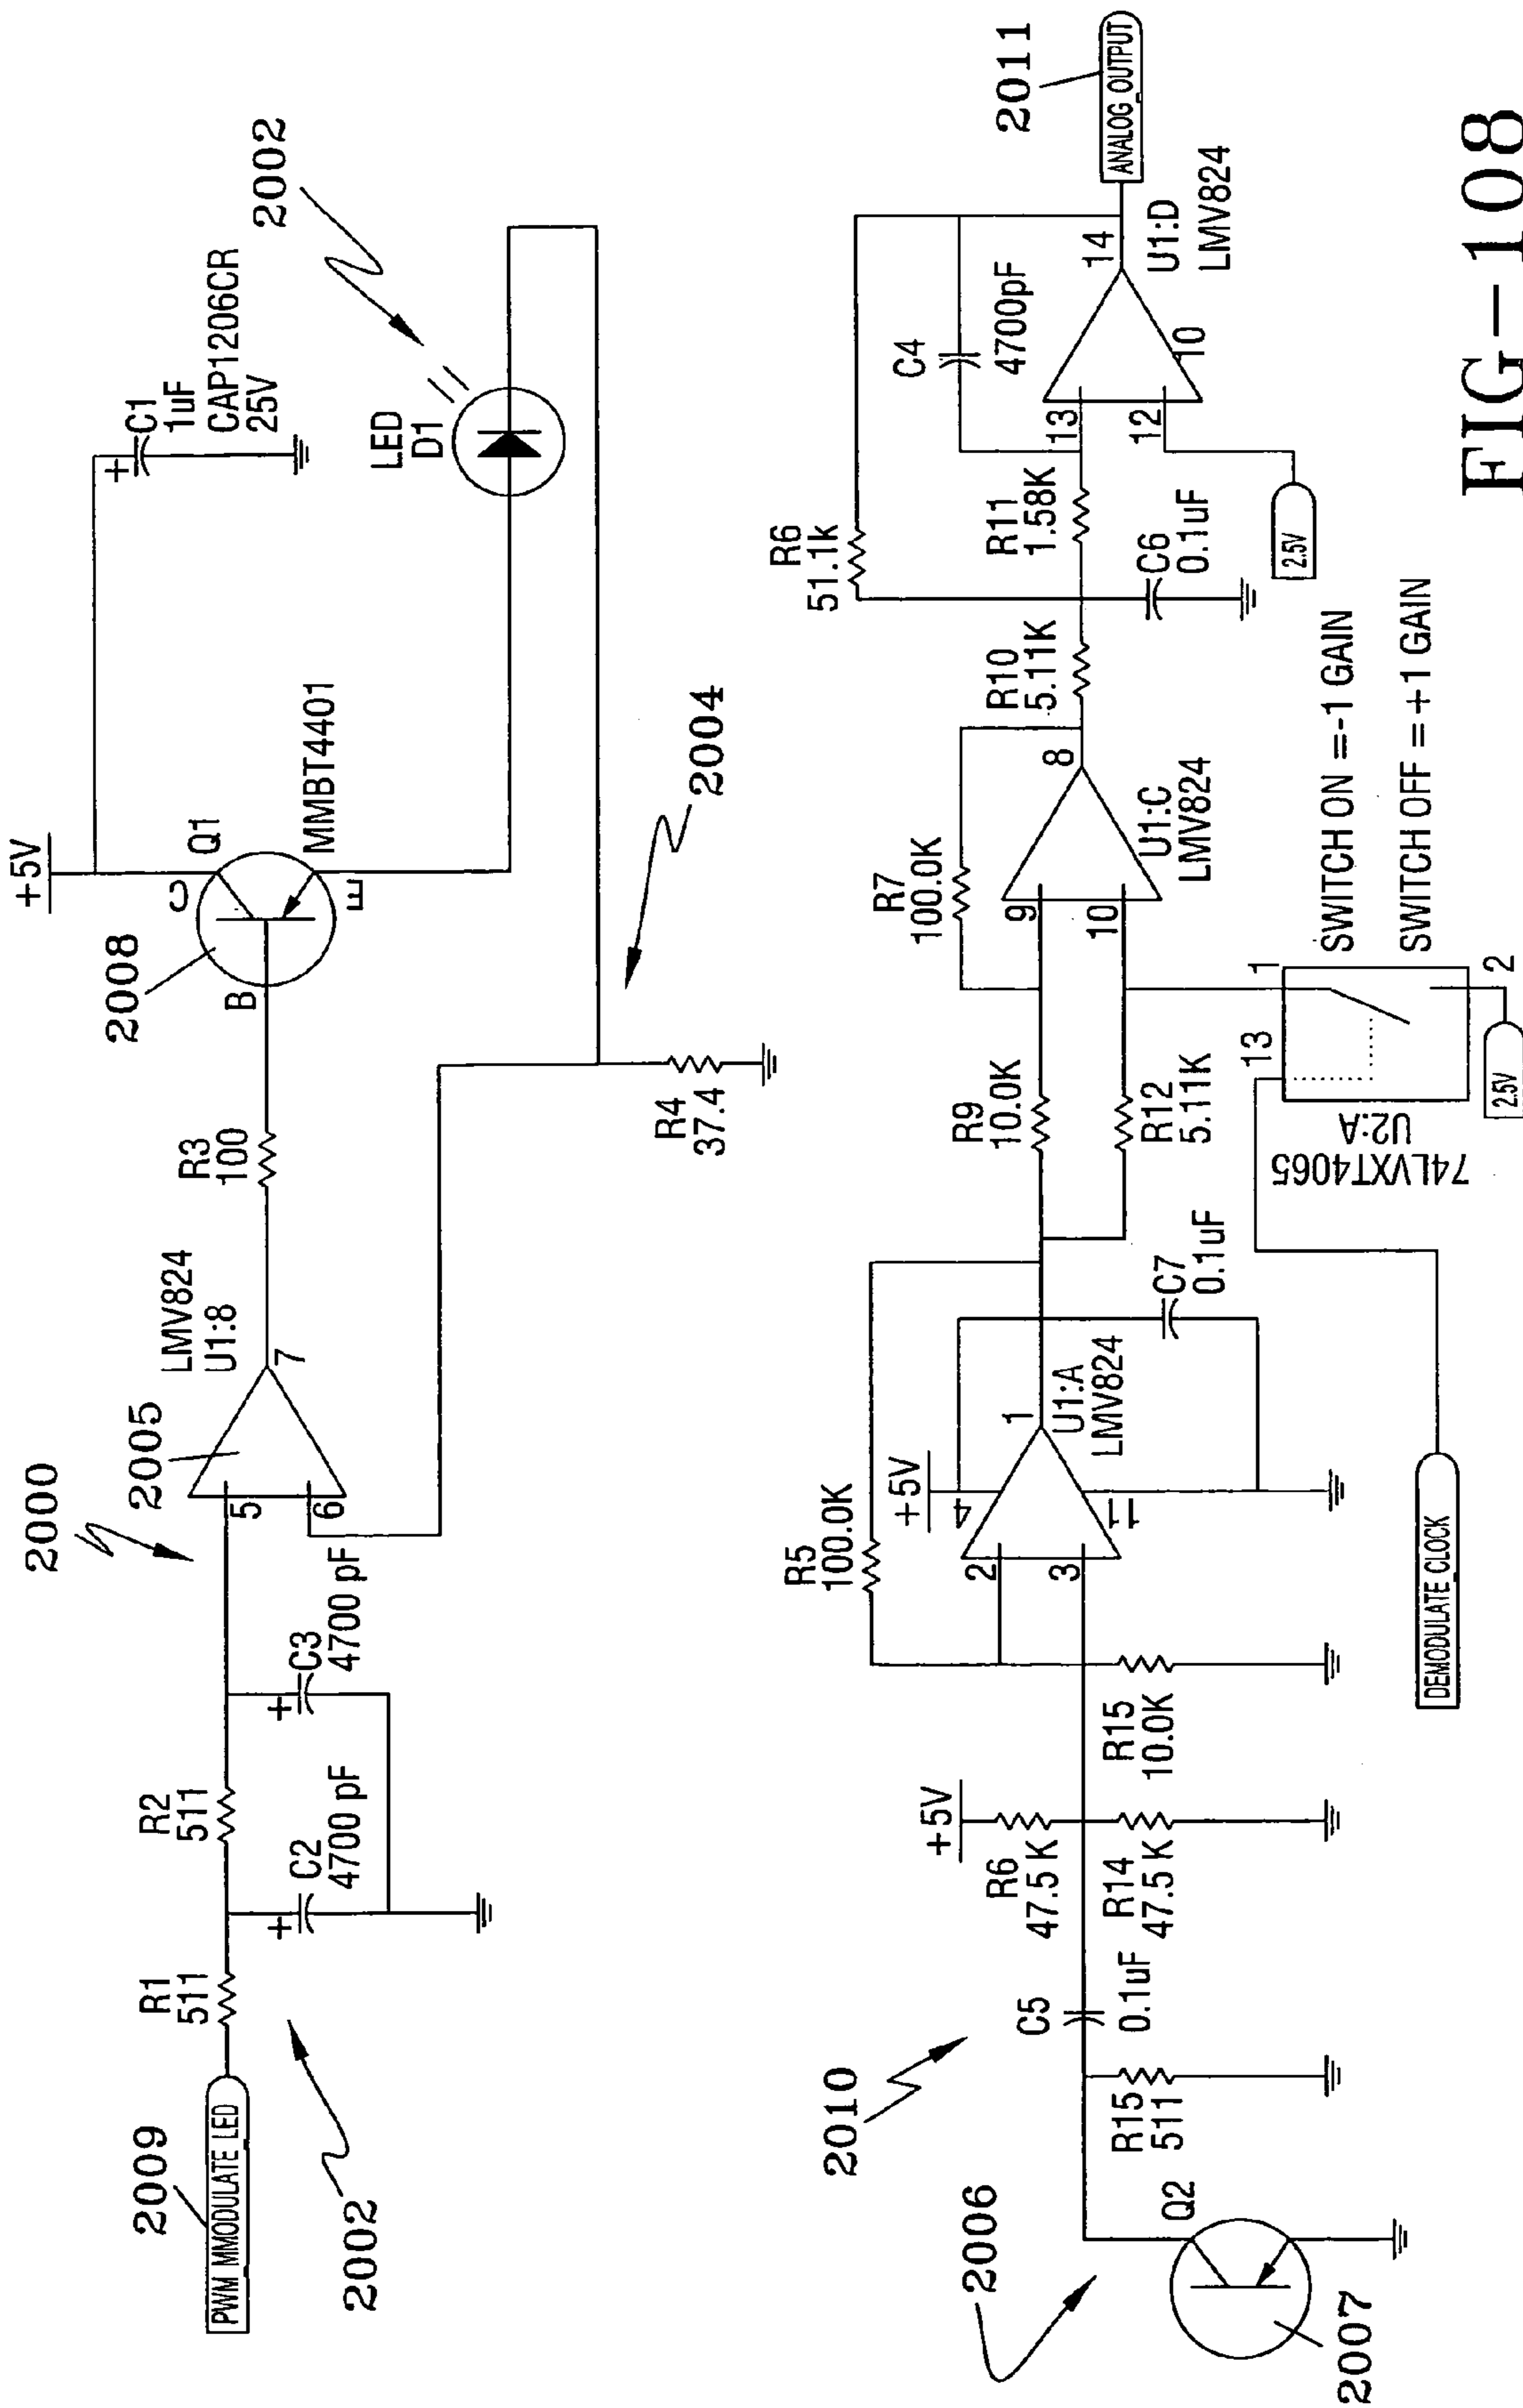 2000
2009
PWM MMODULATE LED
2002
R1
511
R2
511
+
C2
4700 pF
+
C3
4700 pF
2005
5
6
7
LMV824
U1:8
R3
100
2008
B
C
E
Q1
MMBT4401
+5V
+
C1
1uF
CAP1206CR
25V
LED
D1
2002
2004
R4
37.4
2006
2007
Q2
2010
R15
511
C5
0.1uF
+5V
R6
47.5 K
R14
47.5 K
R15
10.0K
R5
100.0K
+5V
4
2
3
11
1
U1:A
LMV824
C7
0.1uF
R9
10.0K
R12
5.11K
R7
100.0K
9
10
8
U1:C
LMV824
DEMODULATE CLOCK
13
1
2
U2:A
74LVXT4065
2.5V
SWITCH ON =-1 GAIN
SWITCH OFF = +1 GAIN
R10
5.11K
R6
51.1k
R11
1.58K
C6
0.1uF
C4
4700pF
13
12
10
14
U1:D
LMV824
2.5V
2011
ANALOG OUTPUT
FIG-108